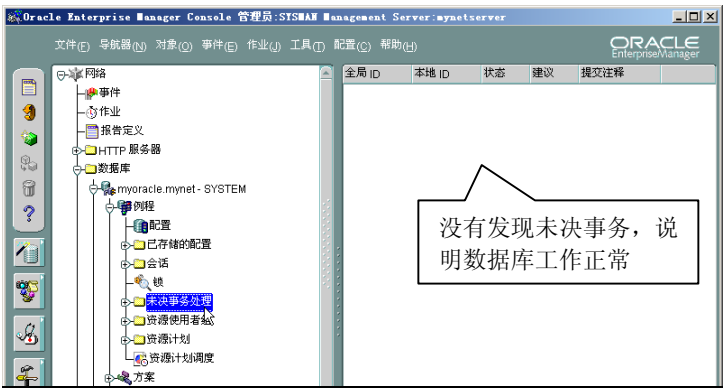 Oracle Enterprise Manager Console 管理员:SYSMAN Management Server:mynetserver
文件(F) 导航器(N) 对象(O) 事件(E) 作业(J) 工具(T) 配置(C) 帮助(H)
ORACLE
EnterpriseManager
网络
事件
作业
报告定义
HTTP 服务器
数据库
myoracle.mynet - SYSTEM
例程
配置
已存储的配置
会话
锁
未决事务处理
资源使用者组
资源计划
资源计划调度
方案
全局 ID 本地 ID 状态 建议 提交注释
没有发现未决事务，说
明数据库工作正常